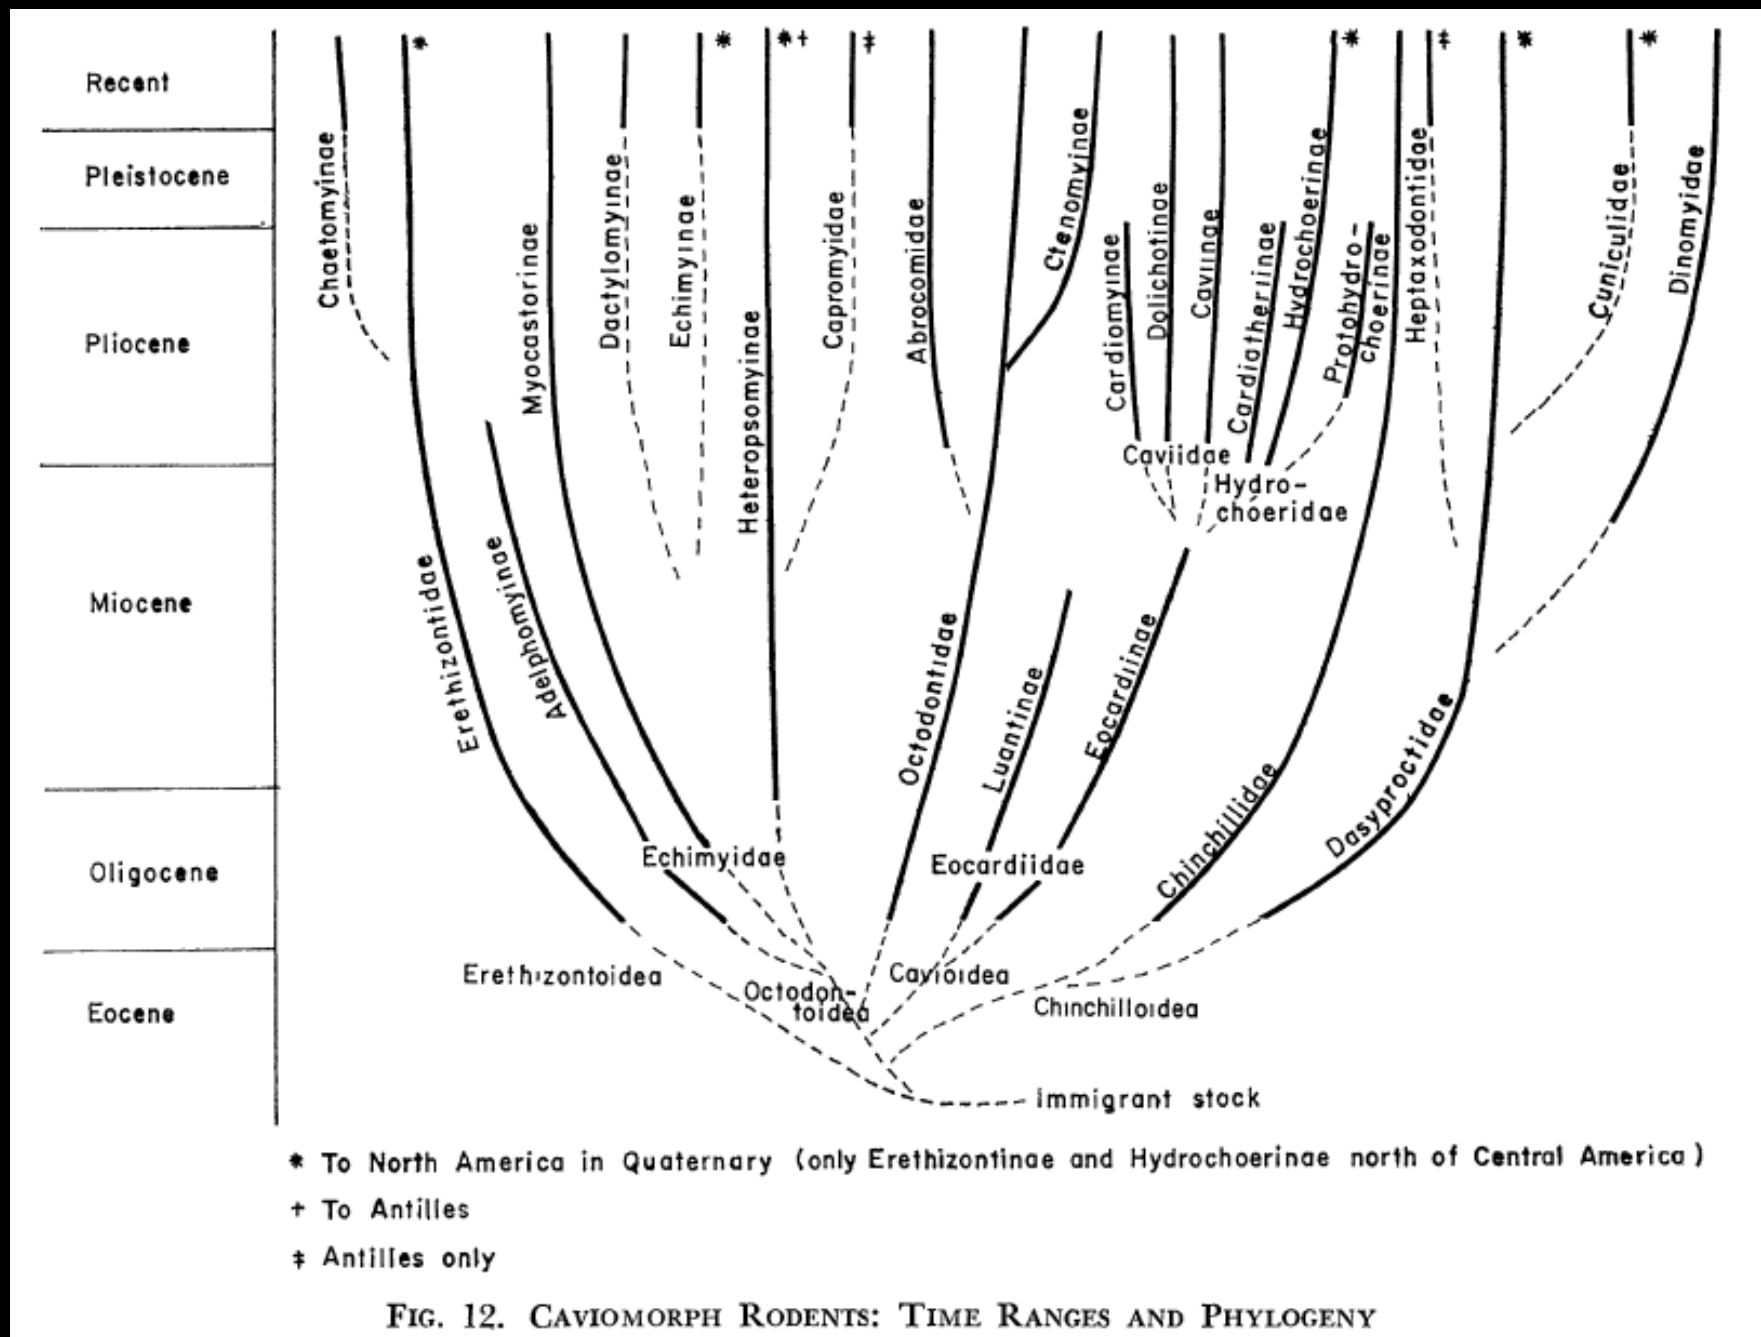 * * *† ‡ * ‡ * *
Recent
Pleistocene
Pliocene
Miocene
Oligocene
Eocene
Chaetomyinae
Erethizontidae
Adelphomyinae
Myocastorinae
Dactylomyinae
Echimyinae
Heteropsomyinae
Capromyidae
Abrocomidae
Octodontidae
Ctenomyinae
Luantinae
Eocardiinae
Cardiomyinae
Dolichotinae
Caviinae
Cardiatherinae
Hydrochoerinae
Protohydro-
choerinae
Heptaxodontidae
Chinchillidae
Dasyproctidae
Cuniculidae
Dinomyidae
Caviidae
Hydro-
choeridae
Echimyidae
Eocardiidae
Erethizontoidea
Octodon-
toidea
Cavioidea
Chinchilloidea
immigrant stock
* To North America in Quaternary (only Erethizontinae and Hydrochoerinae north of Central America)
† To Antilles
‡ Antilles only
FIG. 12. CAVIOMORPH RODENTS: TIME RANGES AND PHYLOGENY